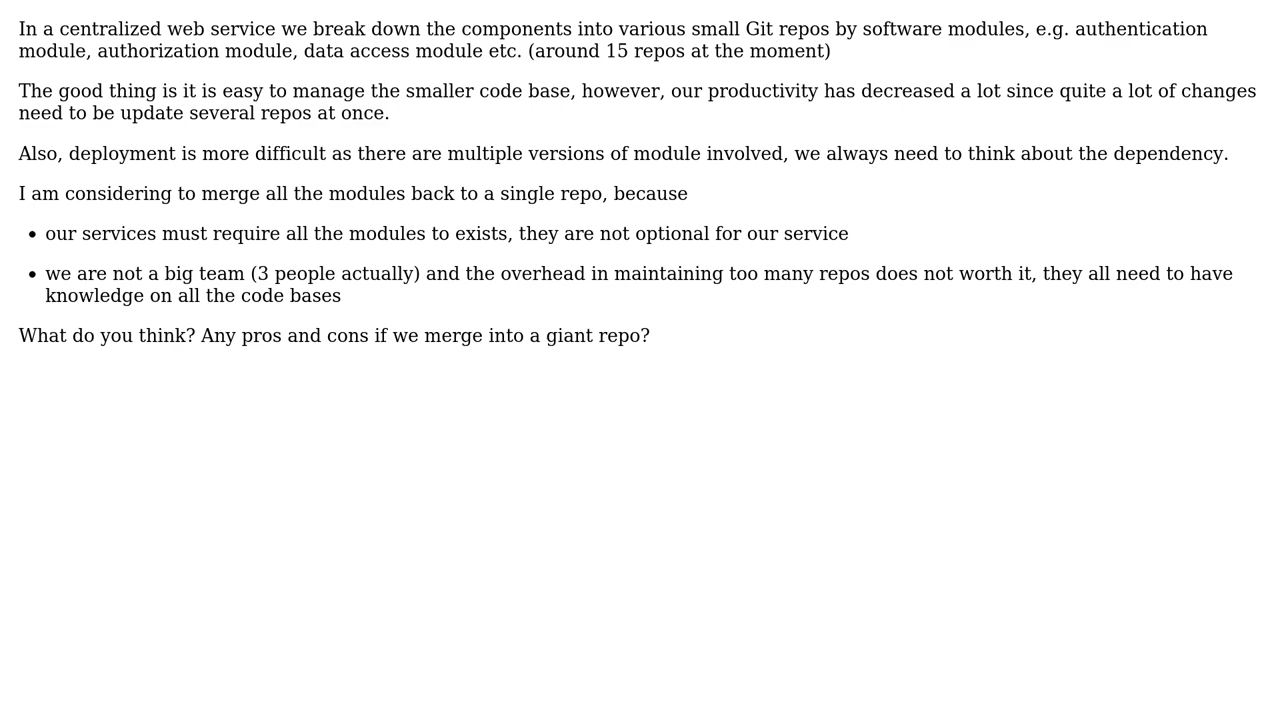 In a centralized web service we break down the components into various small Git repos by software modules, e.g. authentication
module, authorization module, data access module etc. (around 15 repos at the moment)
The good thing is it is easy to manage the smaller code base, however, our productivity has decreased a lot since quite a lot of changes
need to be update several repos at once.
Also, deployment is more difficult as there are multiple versions of module involved, we always need to think about the dependency.
I am considering to merge all the modules back to a single repo, because
• our services must require all the modules to exists, they are not optional for our service
• we are not a big team (3 people actually) and the overhead in maintaining too many repos does not worth it, they all need to have
knowledge on all the code bases
What do you think? Any pros and cons if we merge into a giant repo?